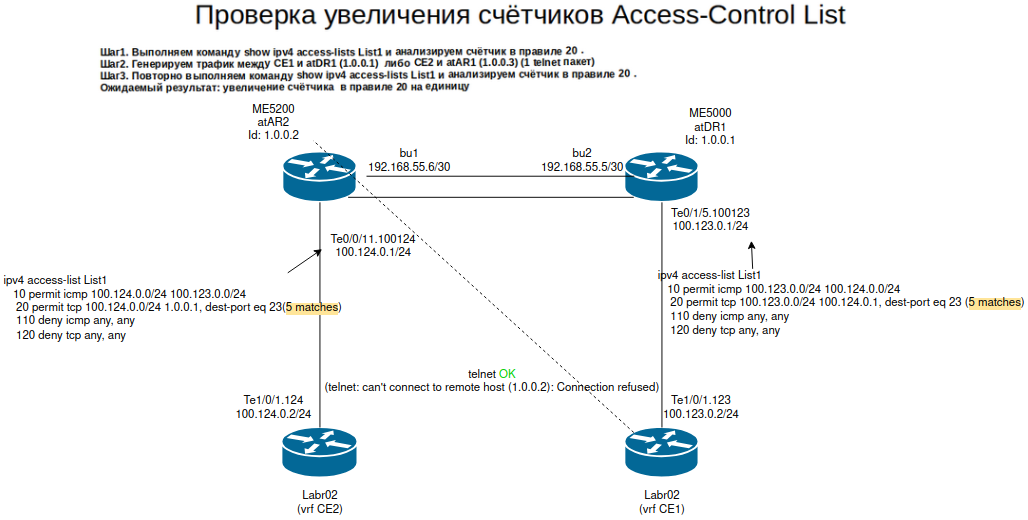 Проверка увеличения счётчиков Access-Control List
Шаг1. Выполняем команду show ipv4 access-lists List1 и анализируем счётчик в правиле 20 .
Шаг2. Генерируем трафик между CE1 и atDR1 (1.0.0.1) либо CE2 и atAR1 (1.0.0.3) (1 telnet пакет)
Шаг3. Повторно выполняем команду show ipv4 access-lists List1 и анализируем счётчик в правиле 20 .
Ожидаемый результат: увеличение счётчика в правиле 20 на единицу
ME5200
atAR2
Id: 1.0.0.2
ME5000
atDR1
Id: 1.0.0.1
bu1
192.168.55.6/30
bu2
192.168.55.5/30
Te0/0/11.100124
100.124.0.1/24
Te0/1/5.100123
100.123.0.1/24
ipv4 access-list List1
10 permit icmp 100.124.0.0/24 100.123.0.0/24
20 permit tcp 100.124.0.0/24 1.0.0.1, dest-port eq 23(5 matches)
110 deny icmp any, any
120 deny tcp any, any
ipv4 access-list List1
10 permit icmp 100.123.0.0/24 100.124.0.0/24
20 permit tcp 100.123.0.0/24 100.124.0.1, dest-port eq 23 (5 matches)
110 deny icmp any, any
120 deny tcp any, any
telnet OK
(telnet: can't connect to remote host (1.0.0.2): Connection refused)
Te1/0/1.124
100.124.0.2/24
Te1/0/1.123
100.123.0.2/24
Labr02
(vrf CE2)
Labr02
(vrf CE1)